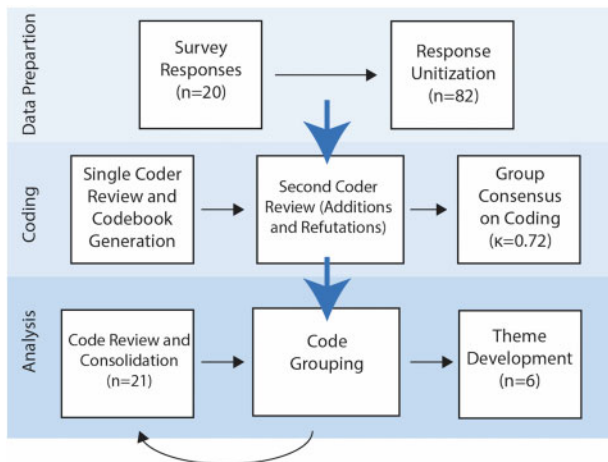 Data Prepartion
Survey
Responses
(n=20)
Response
Unitization
(n=82)
Coding
Single Coder
Review and
Codebook
Generation
Second Coder
Review (Additions
and Refutations)
Group
Consensus
on Coding
(κ=0.72)
Analysis
Code Review and
Consolidation
(n=21)
Code
Grouping
Theme
Development
(n=6)